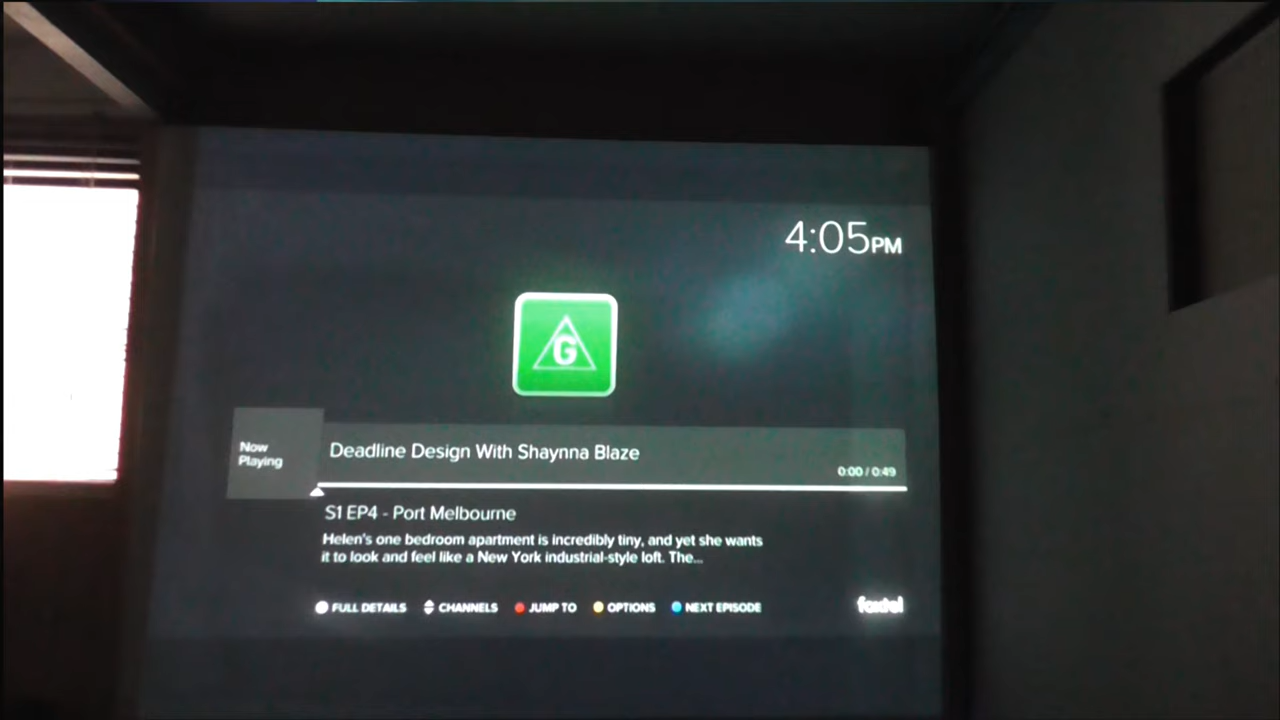 4:05PM
G
Now
Playing
Deadline Design With Shaynna Blaze
0:00 / 0:49
S1 EP4 - Port Melbourne
Helen's one bedroom apartment is incredibly tiny, and yet she wants
it to look and feel like a New York industrial-style loft. The...
FULL DETAILS CHANNELS JUMP TO OPTIONS NEXT EPISODE
foxtel